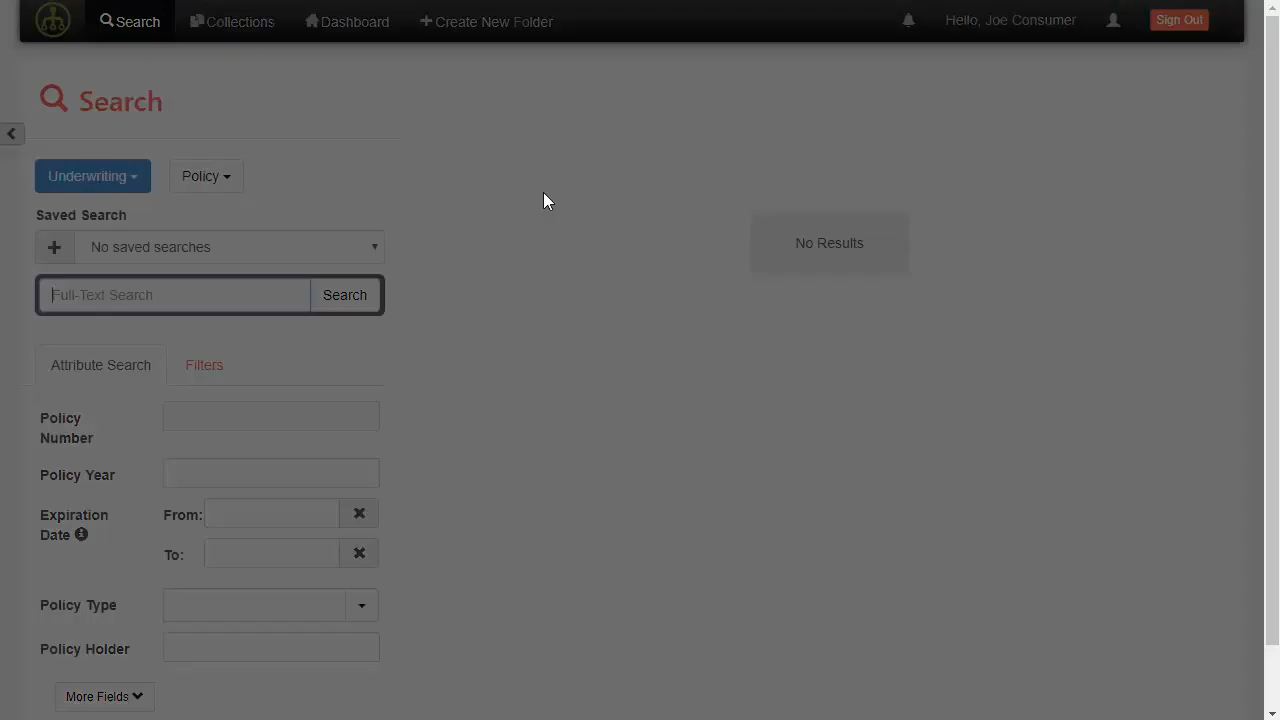 Search Collections Dashboard Create New Folder Hello, Joe Consumer Sign Out
Search
Underwriting Policy
Saved Search
No saved searches
No Results
Full-Text Search Search
Attribute Search Filters
Policy
Number
Policy Year
Expiration From:
Date
To:
Policy Type
Policy Holder
More Fields